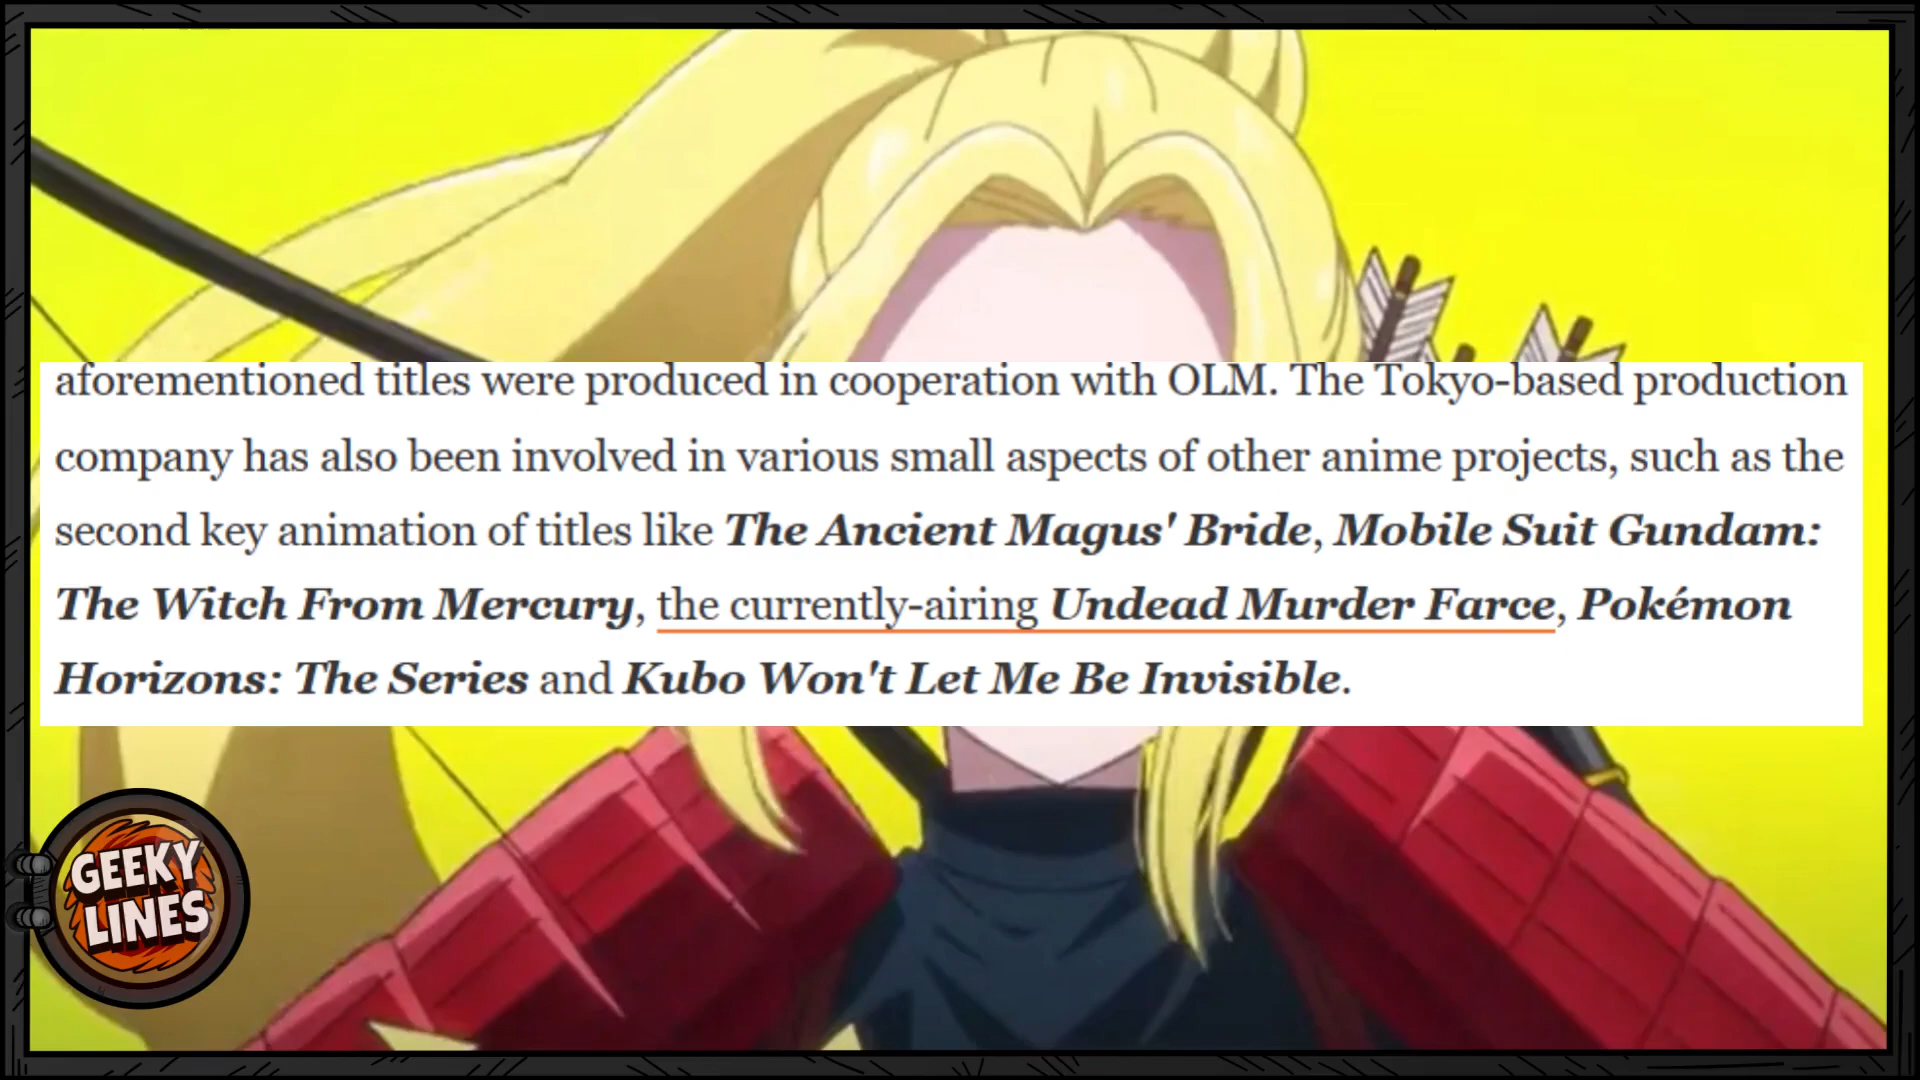 aforementioned titles were produced in cooperation with OLM. The Tokyo-based production
company has also been involved in various small aspects of other anime projects, such as the
second key animation of titles like The Ancient Magus' Bride, Mobile Suit Gundam:
The Witch From Mercury, the currently-airing Undead Murder Farce, Pokémon
Horizons: The Series and Kubo Won't Let Me Be Invisible.
GEEKY
LINES